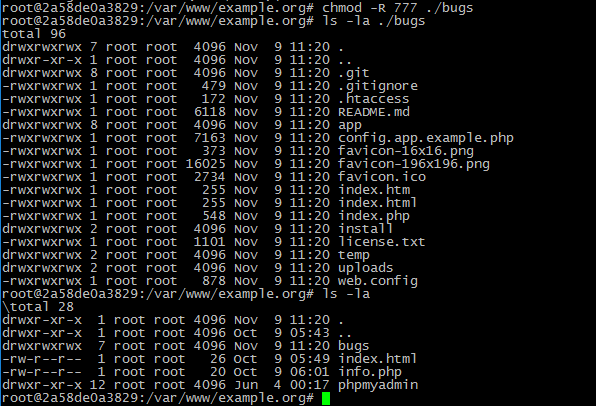 root@2a58de0a3829:/var/www/example.org# chmod -R 777 ./bugs
root@2a58de0a3829:/var/www/example.org# ls -la ./bugs
total 96
drwxrwxrwx 7 root root  4096 Nov  9 11:20 .
drwxr-xr-x 1 root root  4096 Nov  9 11:20 ..
drwxrwxrwx 8 root root  4096 Nov  9 11:20 .git
-rwxrwxrwx 1 root root   479 Nov  9 11:20 .gitignore
-rwxrwxrwx 1 root root   172 Nov  9 11:20 .htaccess
-rwxrwxrwx 1 root root  6118 Nov  9 11:20 README.md
drwxrwxrwx 8 root root  4096 Nov  9 11:20 app
-rwxrwxrwx 1 root root  7163 Nov  9 11:20 config.app.example.php
-rwxrwxrwx 1 root root   373 Nov  9 11:20 favicon-16x16.png
-rwxrwxrwx 1 root root 16025 Nov  9 11:20 favicon-196x196.png
-rwxrwxrwx 1 root root  2734 Nov  9 11:20 favicon.ico
-rwxrwxrwx 1 root root   255 Nov  9 11:20 index.htm
-rwxrwxrwx 1 root root   255 Nov  9 11:20 index.html
-rwxrwxrwx 1 root root   548 Nov  9 11:20 index.php
drwxrwxrwx 2 root root  4096 Nov  9 11:20 install
-rwxrwxrwx 1 root root  1101 Nov  9 11:20 license.txt
drwxrwxrwx 2 root root  4096 Nov  9 11:20 temp
drwxrwxrwx 2 root root  4096 Nov  9 11:20 uploads
-rwxrwxrwx 1 root root   878 Nov  9 11:20 web.config
root@2a58de0a3829:/var/www/example.org# ls -la
\total 28
drwxr-xr-x  1 root root 4096 Nov  9 11:20 .
drwxr-xr-x  1 root root 4096 Oct  9 05:43 ..
drwxrwxrwx  7 root root 4096 Nov  9 11:20 bugs
-rw-r--r--  1 root root   26 Oct  9 05:49 index.html
-rw-r--r--  1 root root   20 Oct  9 06:01 info.php
drwxr-xr-x 12 root root 4096 Jun  4 00:17 phpmyadmin
root@2a58de0a3829:/var/www/example.org#